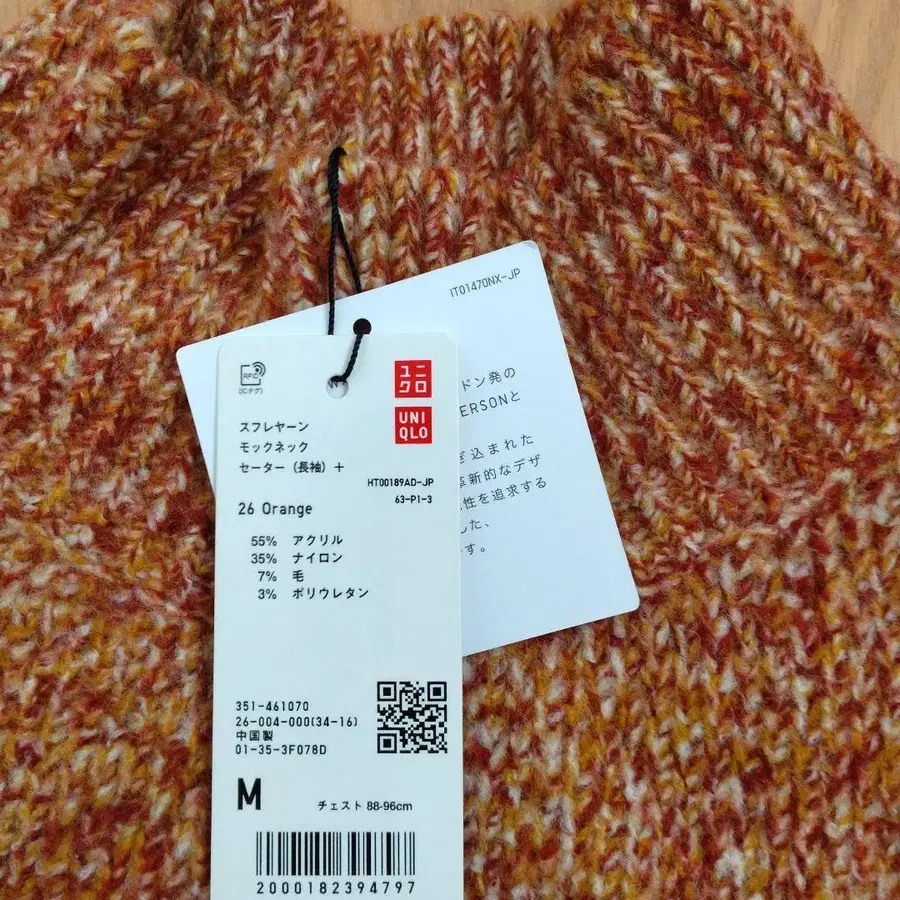 IT01470NX-JP
ドン発の
ERSONと
込まれた
革新的なデザ
性を追求する
した、
す。
RFID
(ICタグ)
ユニ
クロ
UNI
QLO
スフレヤーン
モックネック
セーター（長袖）+
HT00189AD-JP
63-P1-3
26 Orange
55% アクリル
35% ナイロン
7% 毛
3% ポリウレタン
351-461070
26-004-000(34-16)
中国製
01-35-3F078D
M
チェスト 88-96cm
2000182394797